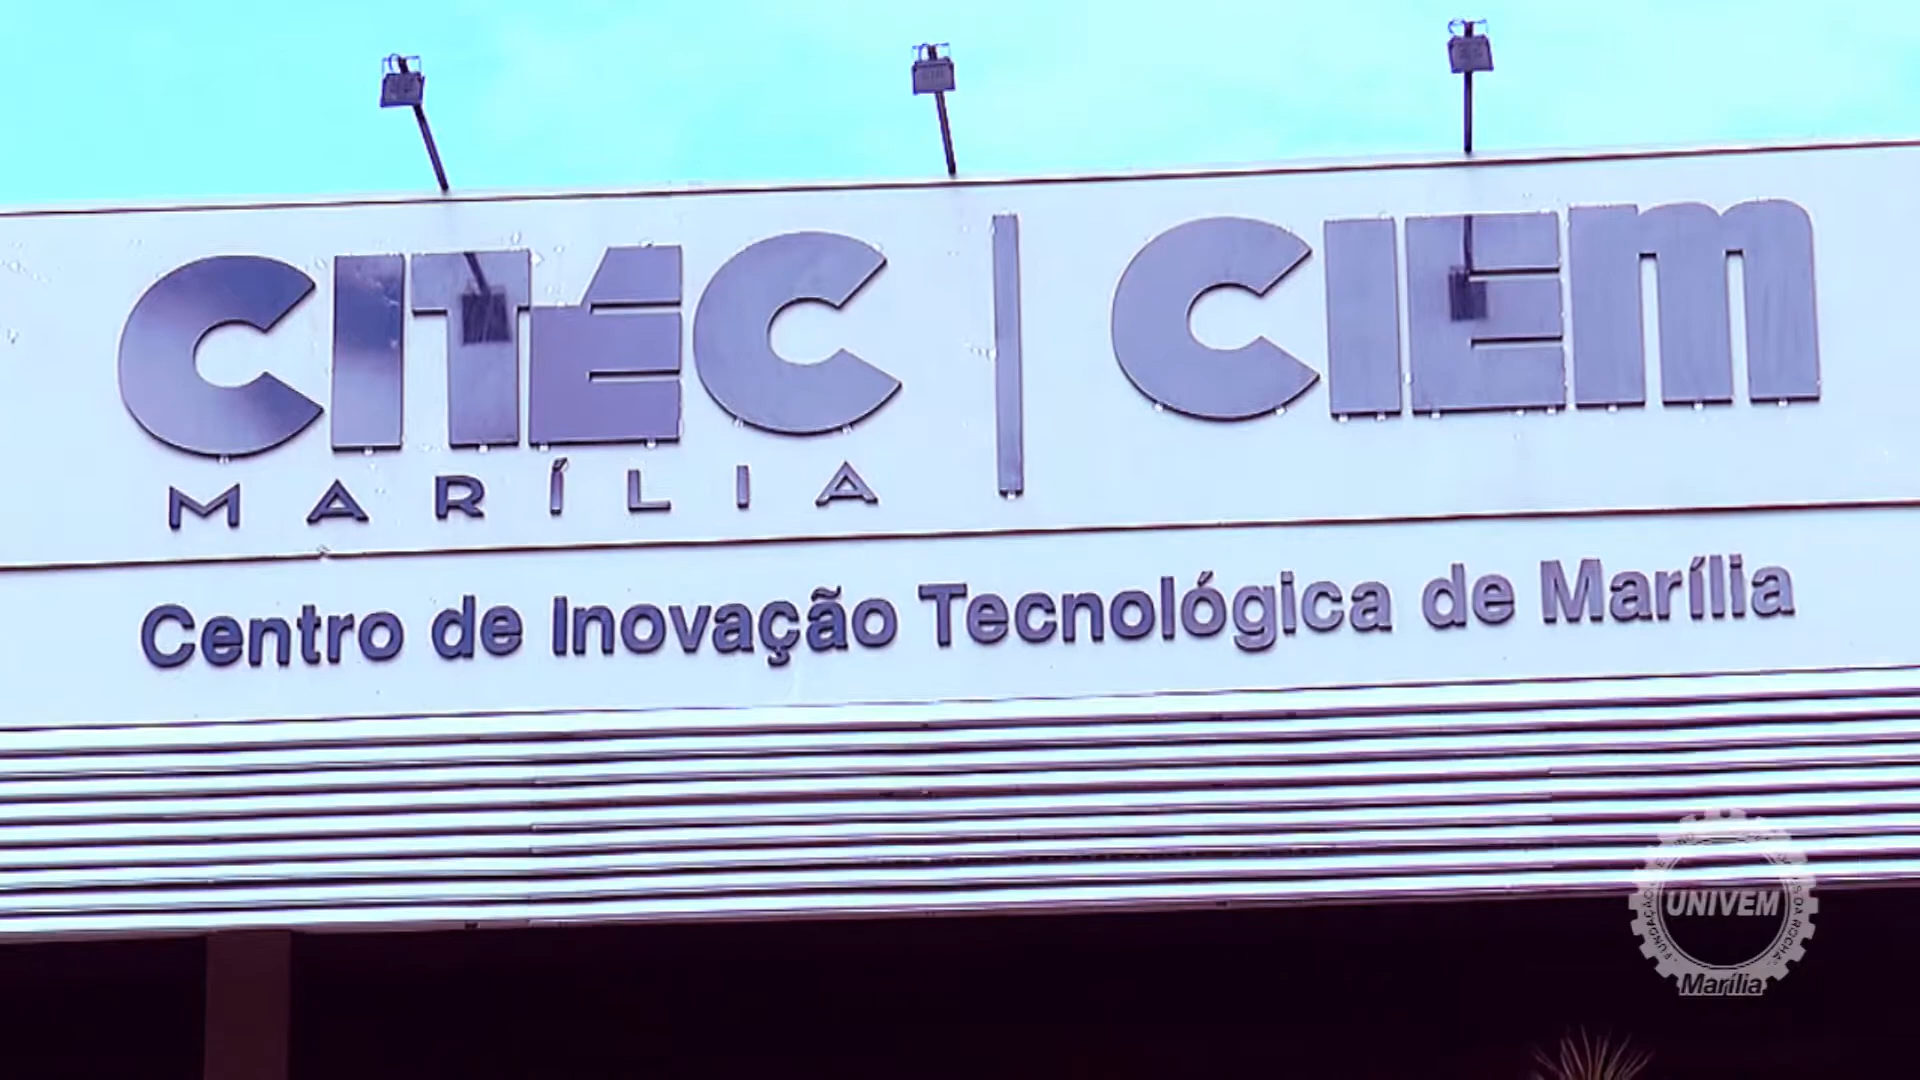 CITÉC | CIEM
MARÍLIA
Centro de Inovação Tecnológica de Marília
UNIVEM
Marília